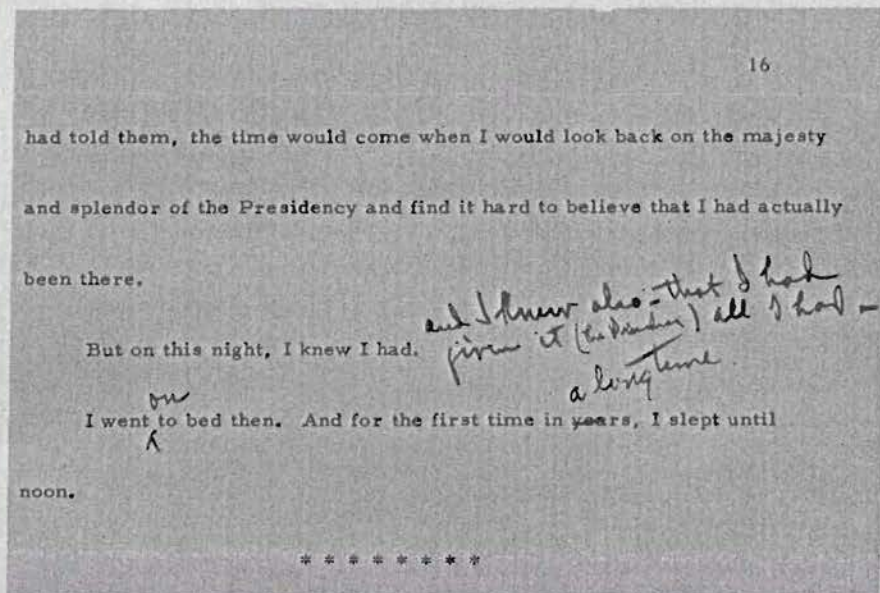 16
had told them, the time would come when I would look back on the majesty
and splendor of the Presidency and find it hard to believe that I had actually
been there.
and I knew also - that I had
But on this night, I knew I had.
given it (the Presidency) all I had -
a long time.
on
I went to bed then. And for the first time in years, I slept until
noon.
* * * * * * * *